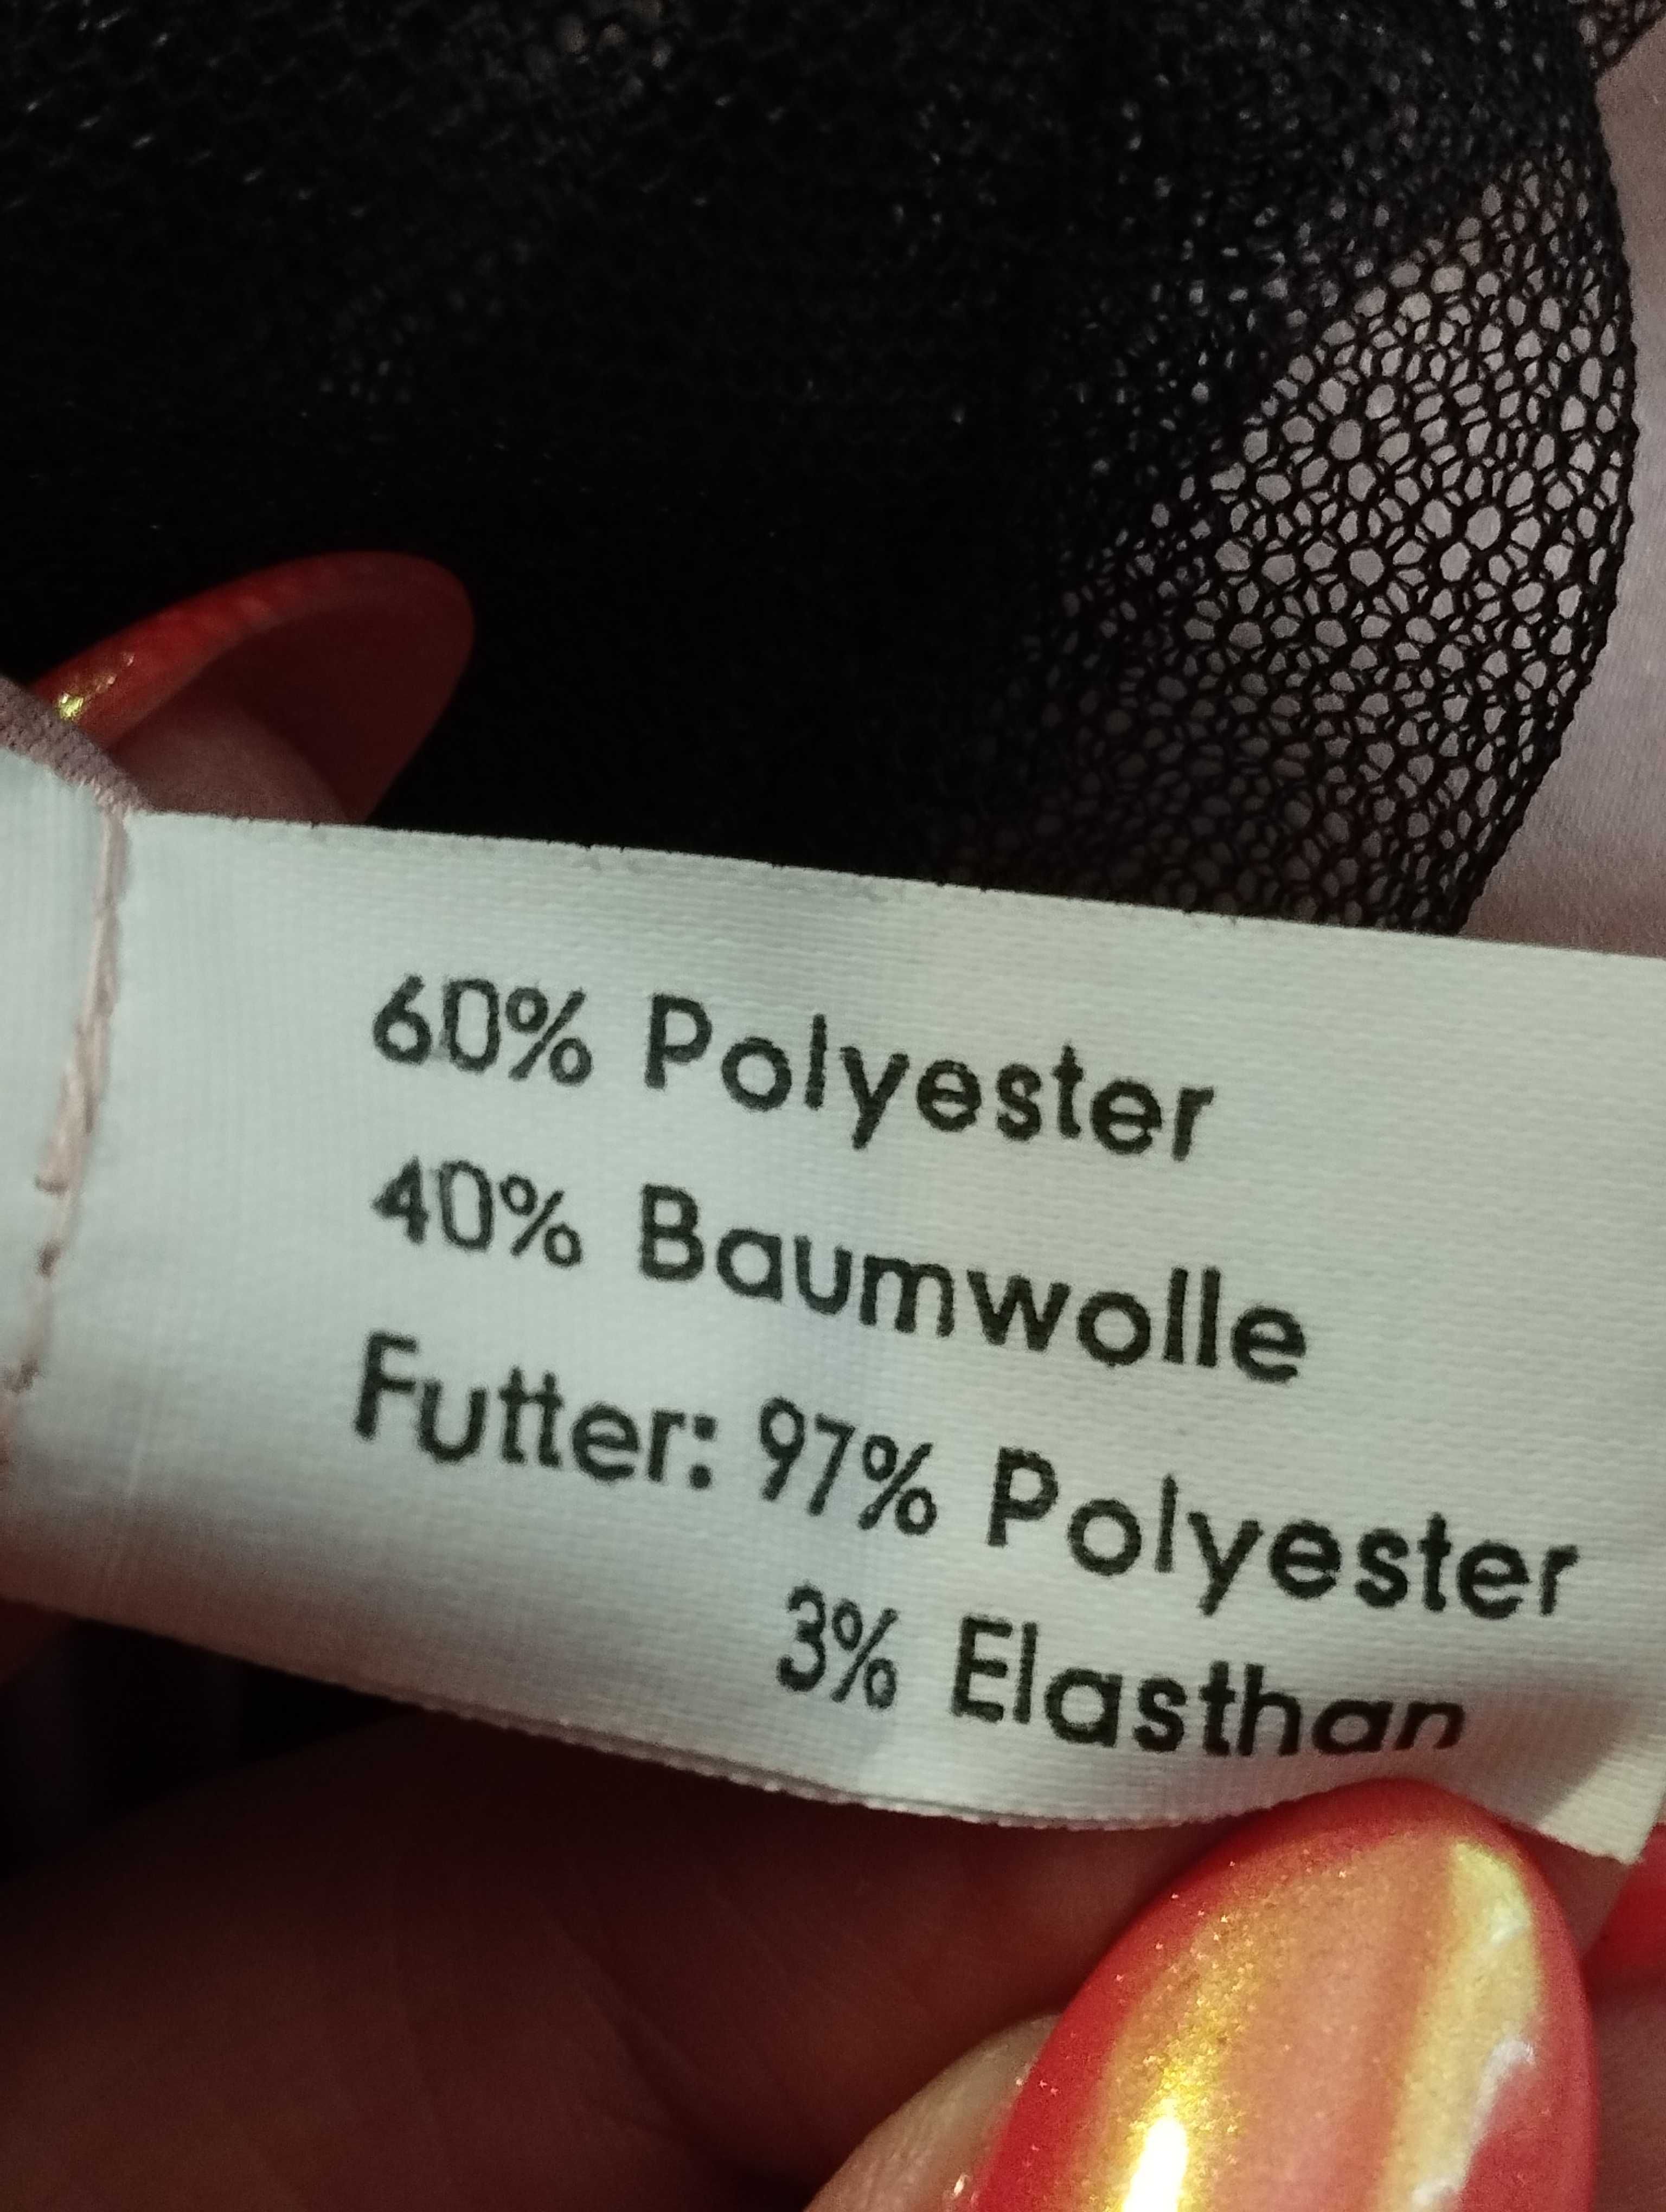 60% Polyester
40% Baumwolle
Futter: 97% Polyester
3% Elasthan